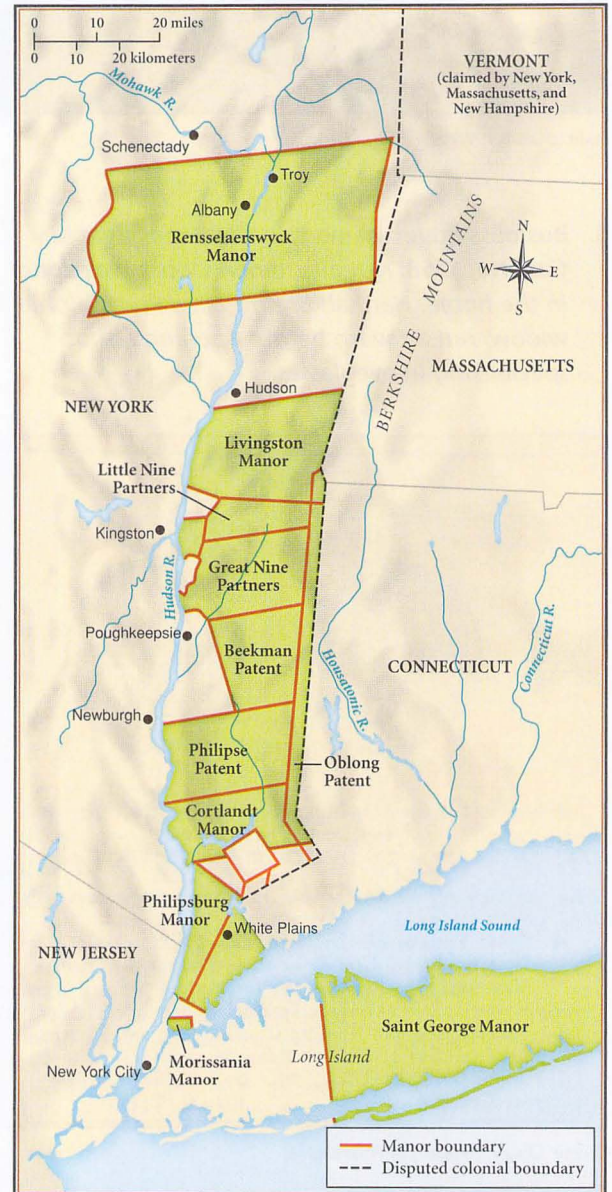 0 10 20 miles
0 10 20 kilometers
VERMONT
(claimed by New York,
Massachusetts, and
New Hampshire)
Mohawk R.
Schenectady
Troy
Albany
Rensselaerswyck
Manor
N
W
E
S
BERKSHIRE MOUNTAINS
MASSACHUSETTS
Hudson
NEW YORK
Livingston
Manor
Little Nine
Partners
Kingston
Hudson R.
Great Nine
Partners
Poughkeepsie
Beekman
Patent
Housatonic R.
CONNECTICUT
Connecticut R.
Newburgh
Philipse
Patent
Oblong
Patent
Cortlandt
Manor
Philipsburg
Manor
White Plains
Long Island Sound
NEW JERSEY
Saint George Manor
Long Island
Morissania
Manor
New York City
Manor boundary
Disputed colonial boundary